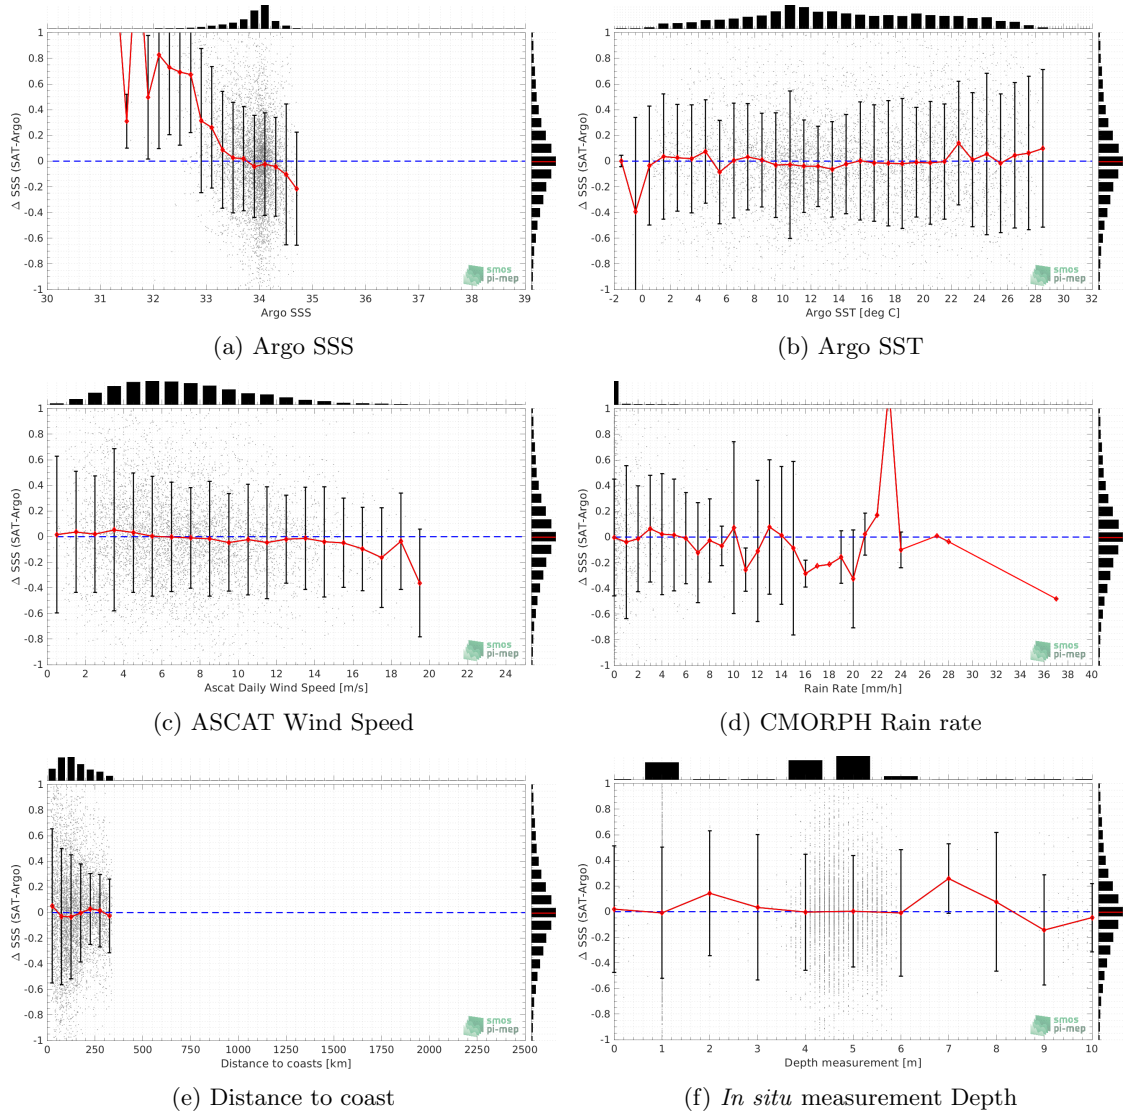 1
0.8
0.6
0.4
0.2
0
-0.2
-0.4
-0.6
-0.8
-1
Δ SSS (SAT-Argo)
30 31 32 33 34 35 36 37 38 39
Argo SSS
smos
pi-mep
(a) Argo SSS
1
0.8
0.6
0.4
0.2
0
-0.2
-0.4
-0.6
-0.8
-1
Δ SSS (SAT-Argo)
-2 0 2 4 6 8 10 12 14 16 18 20 22 24 26 28 30 32
Argo SST [deg C]
smos
pi-mep
(b) Argo SST
1
0.8
0.6
0.4
0.2
0
-0.2
-0.4
-0.6
-0.8
-1
Δ SSS (SAT-Argo)
0 2 4 6 8 10 12 14 16 18 20 22 24
Ascat Daily Wind Speed [m/s]
smos
pi-mep
(c) ASCAT Wind Speed
1
0.8
0.6
0.4
0.2
0
-0.2
-0.4
-0.6
-0.8
-1
Δ SSS (SAT-Argo)
0 2 4 6 8 10 12 14 16 18 20 22 24 26 28 30 32 34 36 38 40
Rain Rate [mm/h]
smos
pi-mep
(d) CMORPH Rain rate
1
0.8
0.6
0.4
0.2
0
-0.2
-0.4
-0.6
-0.8
-1
Δ SSS (SAT-Argo)
0 250 500 750 1000 1250 1500 1750 2000 2250 2500
Distance to coasts [km]
smos
pi-mep
(e) Distance to coast
1
0.8
0.6
0.4
0.2
0
-0.2
-0.4
-0.6
-0.8
-1
Δ SSS (SAT-Argo)
0 1 2 3 4 5 6 7 8 9 10
Depth measurement [m]
smos
pi-mep
(f) In situ measurement Depth